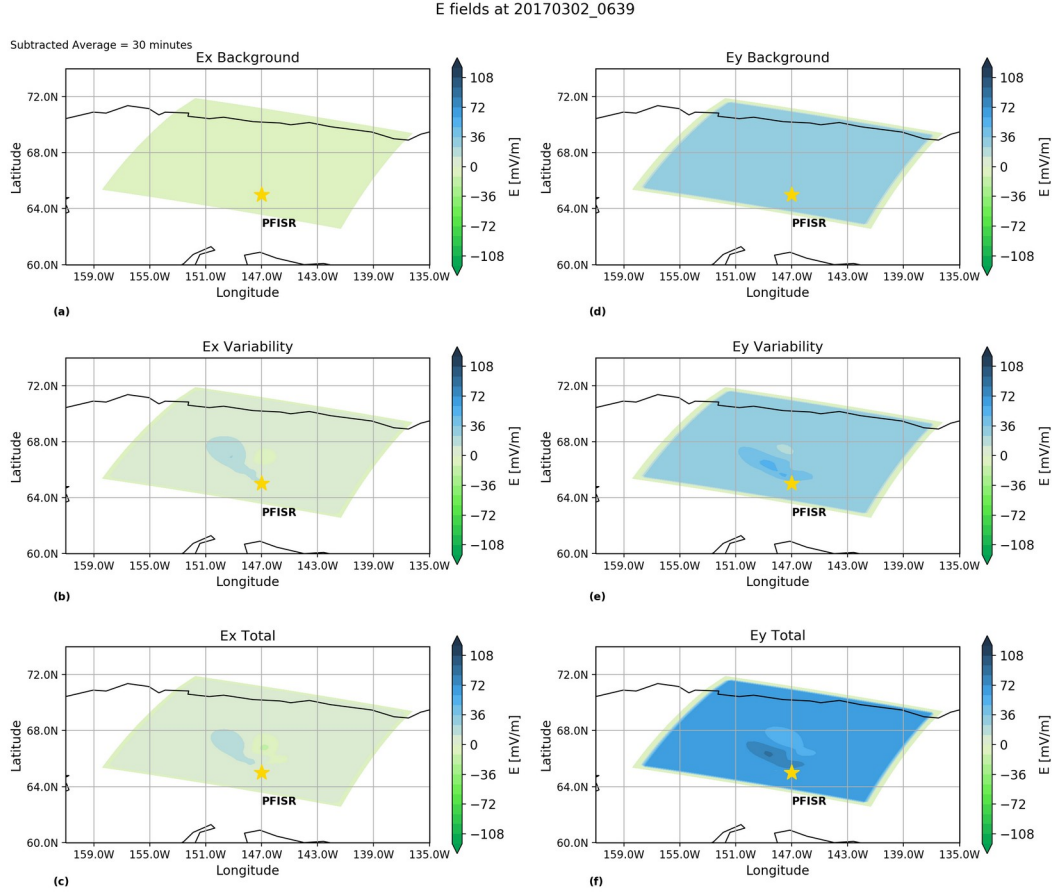 E fields at 20170302_0639
Subtracted Average = 30 minutes
Ex Background
72.0N
68.0N
64.0N
60.0N
Latitude
159.0W 155.0W 151.0W 147.0W 143.0W 139.0W 135.0W
Longitude
PFISR
108
72
36
0
−36
−72
−108
E [mV/m]
(a)
Ey Background
72.0N
68.0N
64.0N
60.0N
Latitude
159.0W 155.0W 151.0W 147.0W 143.0W 139.0W 135.0W
Longitude
PFISR
108
72
36
0
−36
−72
−108
E [mV/m]
(d)
Ex Variability
72.0N
68.0N
64.0N
60.0N
Latitude
159.0W 155.0W 151.0W 147.0W 143.0W 139.0W 135.0W
Longitude
PFISR
108
72
36
0
−36
−72
−108
E [mV/m]
(b)
Ey Variability
72.0N
68.0N
64.0N
60.0N
Latitude
159.0W 155.0W 151.0W 147.0W 143.0W 139.0W 135.0W
Longitude
PFISR
108
72
36
0
−36
−72
−108
E [mV/m]
(e)
Ex Total
72.0N
68.0N
64.0N
60.0N
Latitude
159.0W 155.0W 151.0W 147.0W 143.0W 139.0W 135.0W
Longitude
PFISR
108
72
36
0
−36
−72
−108
E [mV/m]
(c)
Ey Total
72.0N
68.0N
64.0N
60.0N
Latitude
159.0W 155.0W 151.0W 147.0W 143.0W 139.0W 135.0W
Longitude
PFISR
108
72
36
0
−36
−72
−108
E [mV/m]
(f)